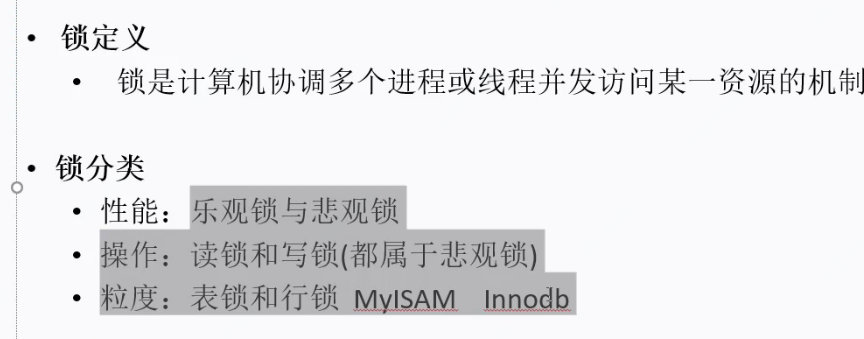 • 锁定义
• 锁是计算机协调多个进程或线程并发访问某一资源的机制
• 锁分类
• 性能：乐观锁与悲观锁
• 操作：读锁和写锁(都属于悲观锁)
• 粒度：表锁和行锁 MyISAM Innodb